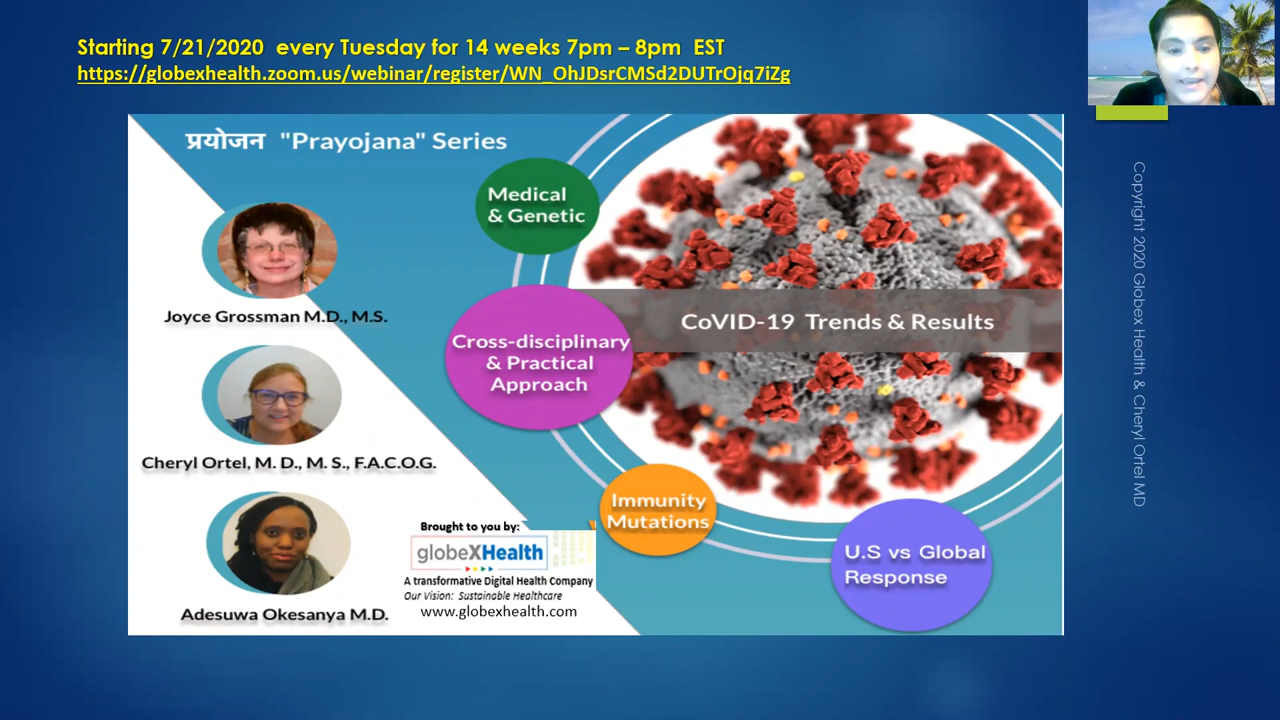 Starting 7/21/2020 every Tuesday for 14 weeks 7pm – 8pm EST
https://globexhealth.zoom.us/webinar/register/WN_OhJDsrCMSd2DUTrOjq7iZg
प्रयोजन "Prayojana" Series
Medical
& Genetic
Joyce Grossman M.D., M.S.
CoVID-19 Trends & Results
Cross-disciplinary
& Practical
Approach
Cheryl Ortel, M. D., M. S., F.A.C.O.G.
Immunity
Mutations
U.S vs Global
Response
Adesuwa Okesanya M.D.
Brought to you by:
globeXHealth
A transformative Digital Health Company
Our Vision: Sustainable Healthcare
www.globexhealth.com
Copyright 2020 Globex Health & Cheryl Ortel MD